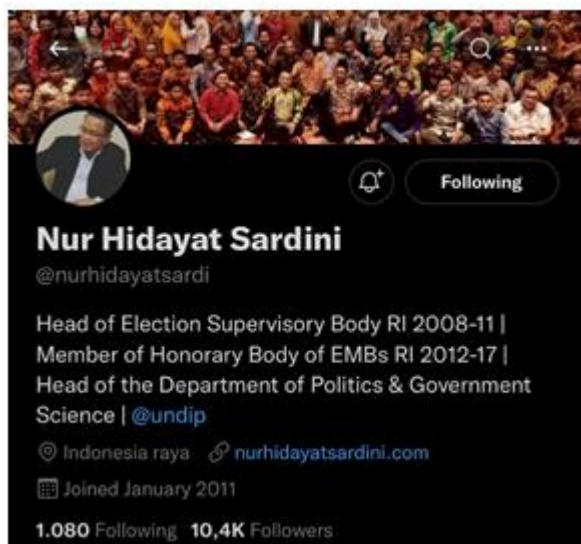 Following
Nur Hidayat Sardini
@nurhidayatsardi
Head of Election Supervisory Body RI 2008-11 |
Member of Honorary Body of EMBs RI 2012-17 |
Head of the Department of Politics & Government
Science | @undip
Indonesia raya nurhidayatsardini.com
Joined January 2011
1.080 Following 10,4K Followers